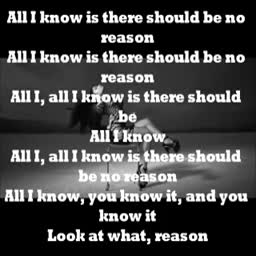 All I know is there should be no
reason
All I know is there should be no
reason
All I, all I know is there should
be
All I know
All I, all I know is there should
be no reason
All I know, you know it, and you
know it
Look at what, reason